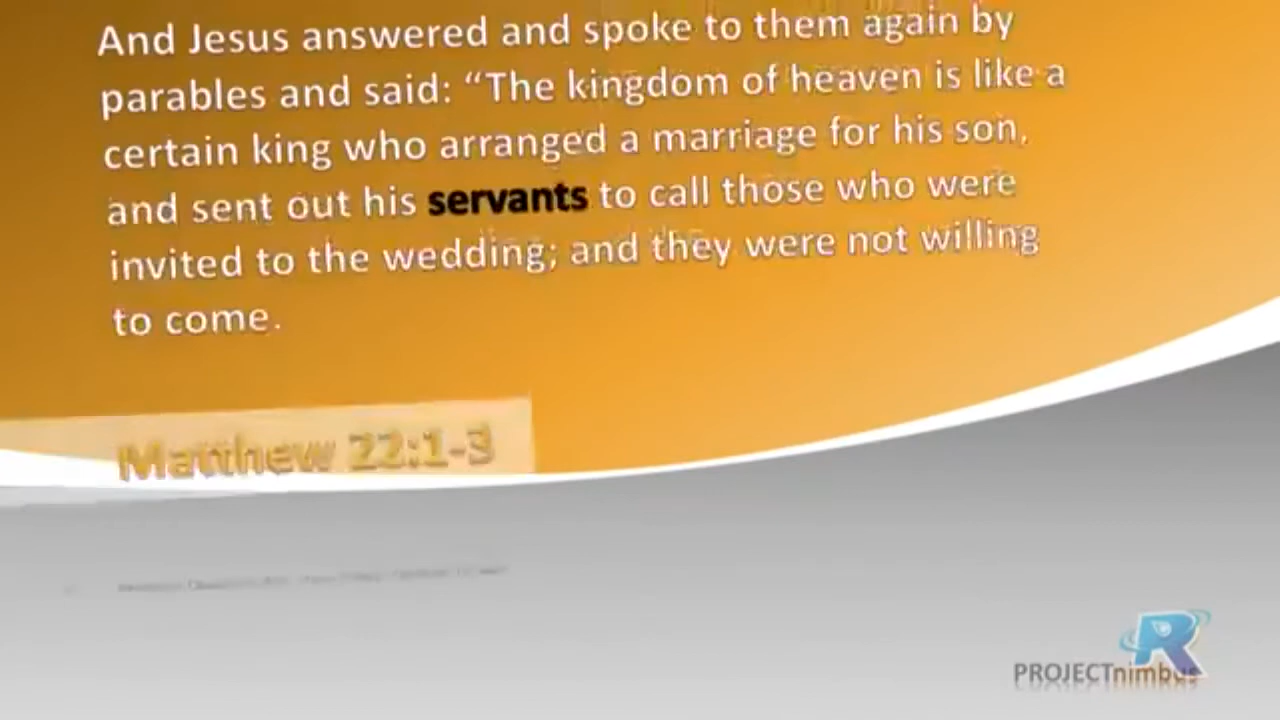 And Jesus answered and spoke to them again by
parables and said: “The kingdom of heaven is like a
certain king who arranged a marriage for his son,
and sent out his servants to call those who were
invited to the wedding; and they were not willing
to come.
Matthew 22:1-3
PROJECTnimbus